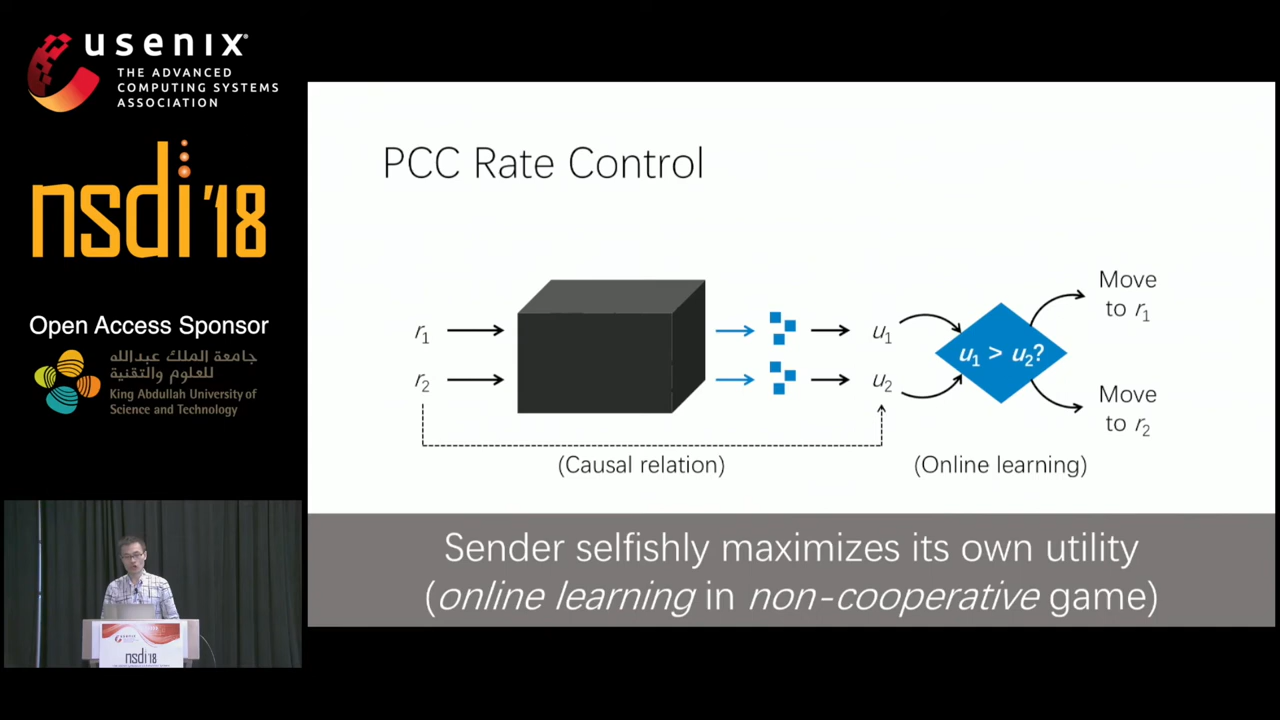 usenix
THE ADVANCED
COMPUTING SYSTEMS
ASSOCIATION
nsdi '18
Open Access Sponsor
جامعة الملك عبدالله
للعلوم والتقنية
King Abdullah University of
Science and Technology
PCC Rate Control
r1
r2
u1
u2
u1 > u2?
Move
to r1
Move
to r2
(Causal relation)
(Online learning)
Sender selfishly maximizes its own utility
(online learning in non-cooperative game)
usenix
nsdi'18